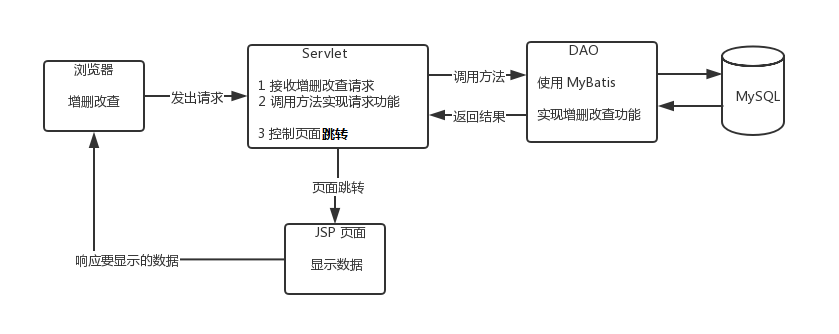 浏览器
增删改查
发出请求
Servlet
1 接收增删改查请求
2 调用方法实现请求功能
3 控制页面跳转
调用方法
返回结果
DAO
使用 MyBatis
实现增删改查功能
MySQL
页面跳转
JSP 页面
显示数据
响应要显示的数据